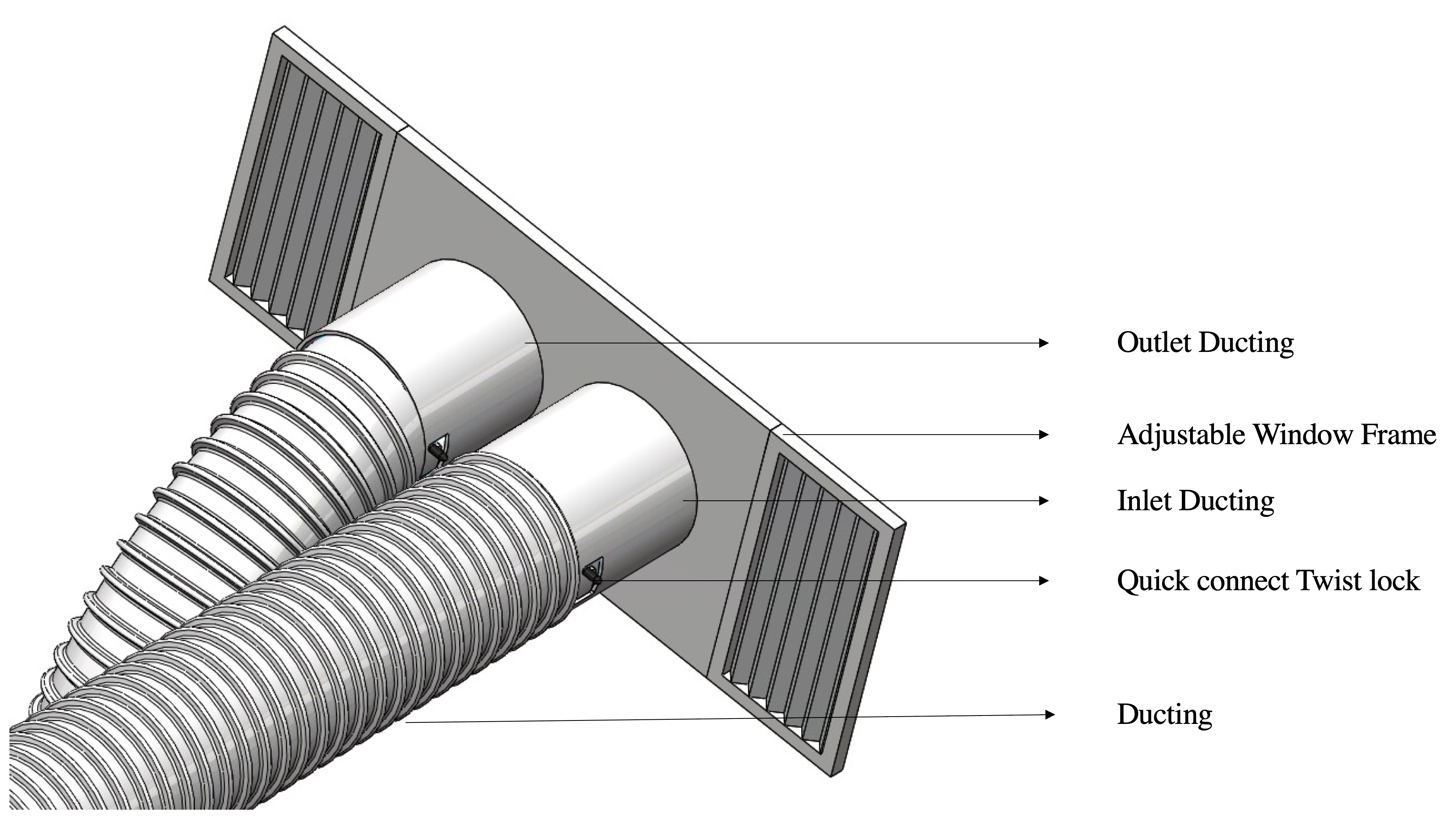 Outlet Ducting
Adjustable Window Frame
Inlet Ducting
Quick connect Twist lock
Ducting